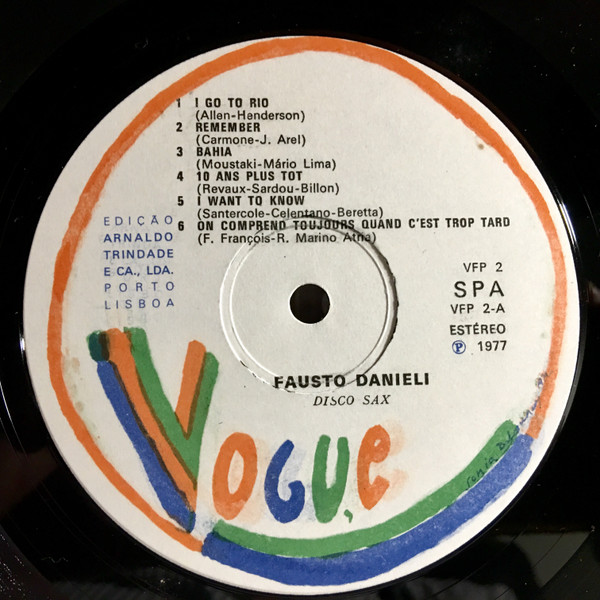 1 I GO TO RIO
(Allen-Henderson)
2 REMEMBER
(Carmone-J. Arel)
3 BAHIA
(Moustaki-Mário Lima)
4 10 ANS PLUS TOT
(Revaux-Sardou-Billon)
5 I WANT TO KNOW
(Santercole-Celentano-Beretta)
6 ON COMPREND TOUJOURS QUAND C'EST TROP TARD
(F. François-R. Marino Atha)
EDIÇÃO
ARNALDO
TRINDADE
E CA., LDA.
PORTO
LISBOA
VFP 2
SPA
VFP 2-A
ESTÉREO
Ⓟ 1977
FAUSTO DANIELI
DISCO SAX
VOGUE
Sonia Delaunay